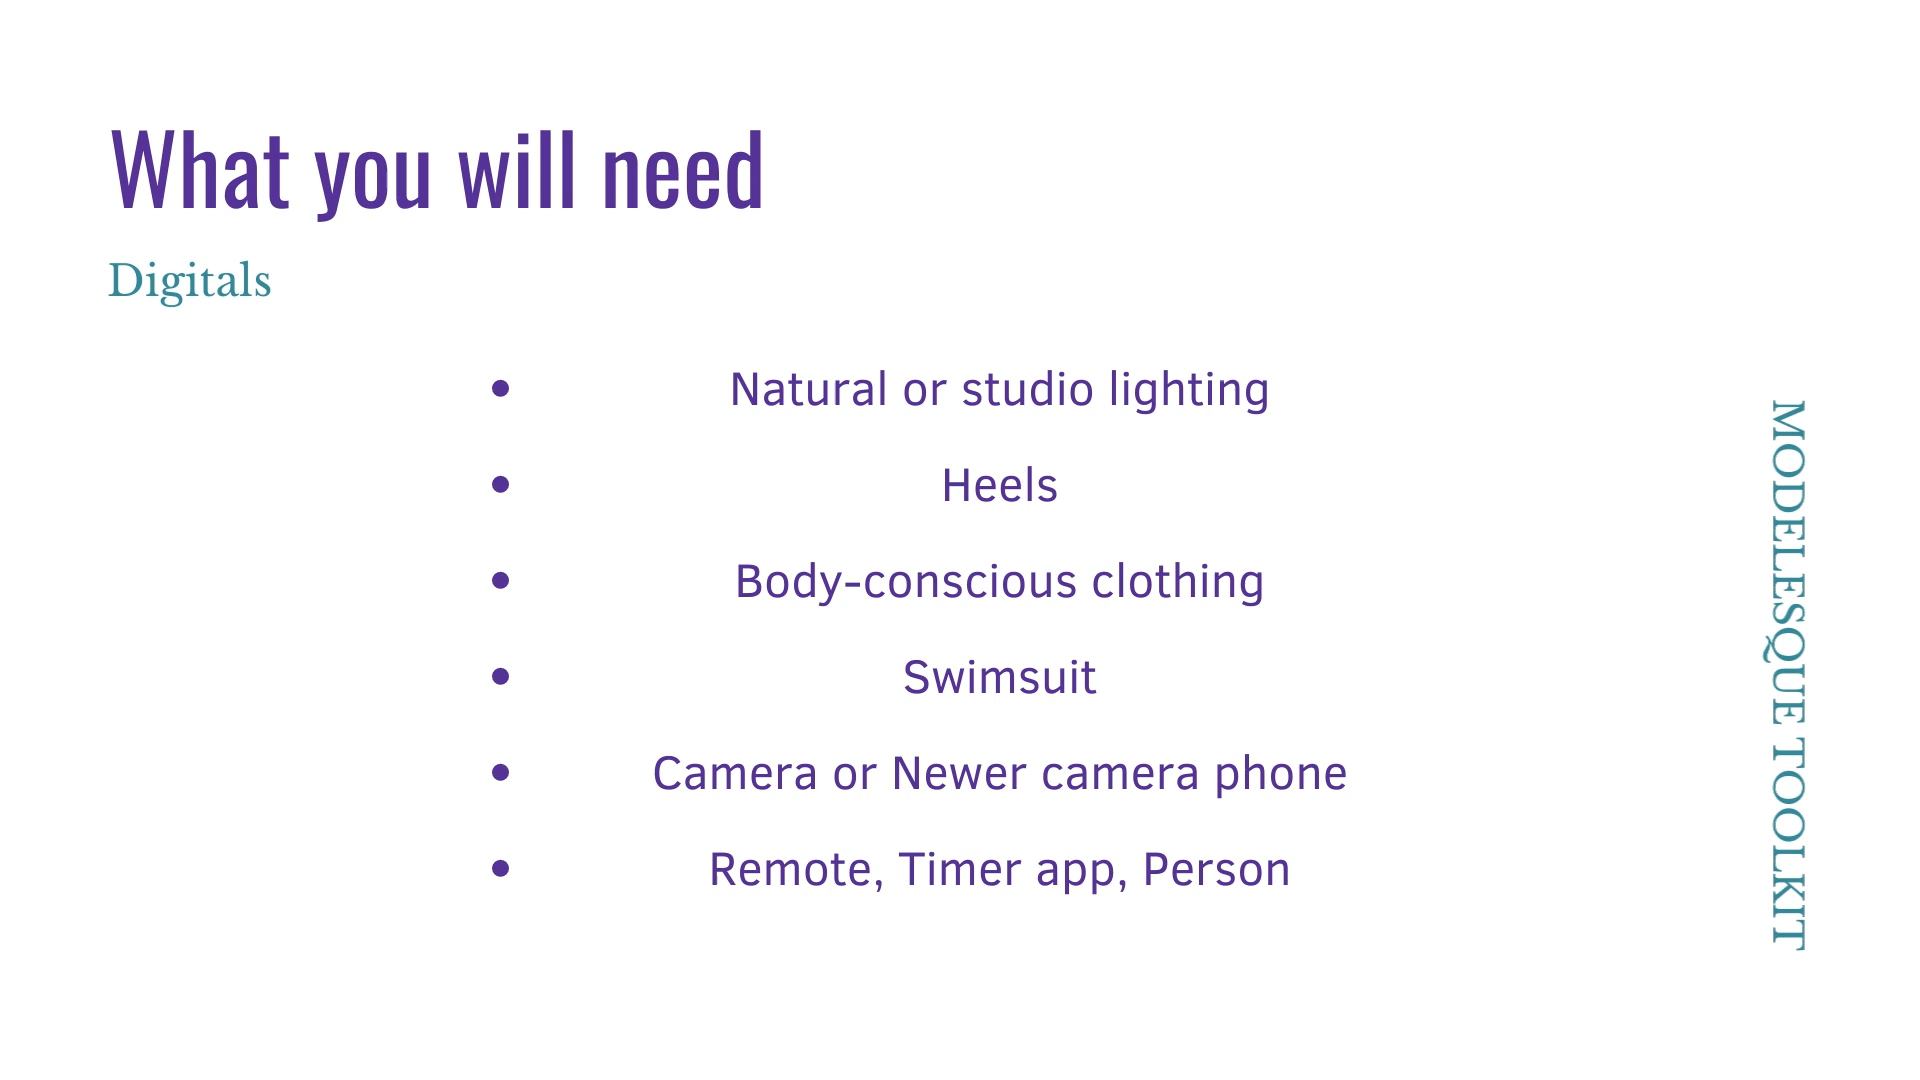 What you will need
Digitals
• Natural or studio lighting
• Heels
• Body-conscious clothing
• Swimsuit
• Camera or Newer camera phone
• Remote, Timer app, Person
MODELESQUE TOOLKIT